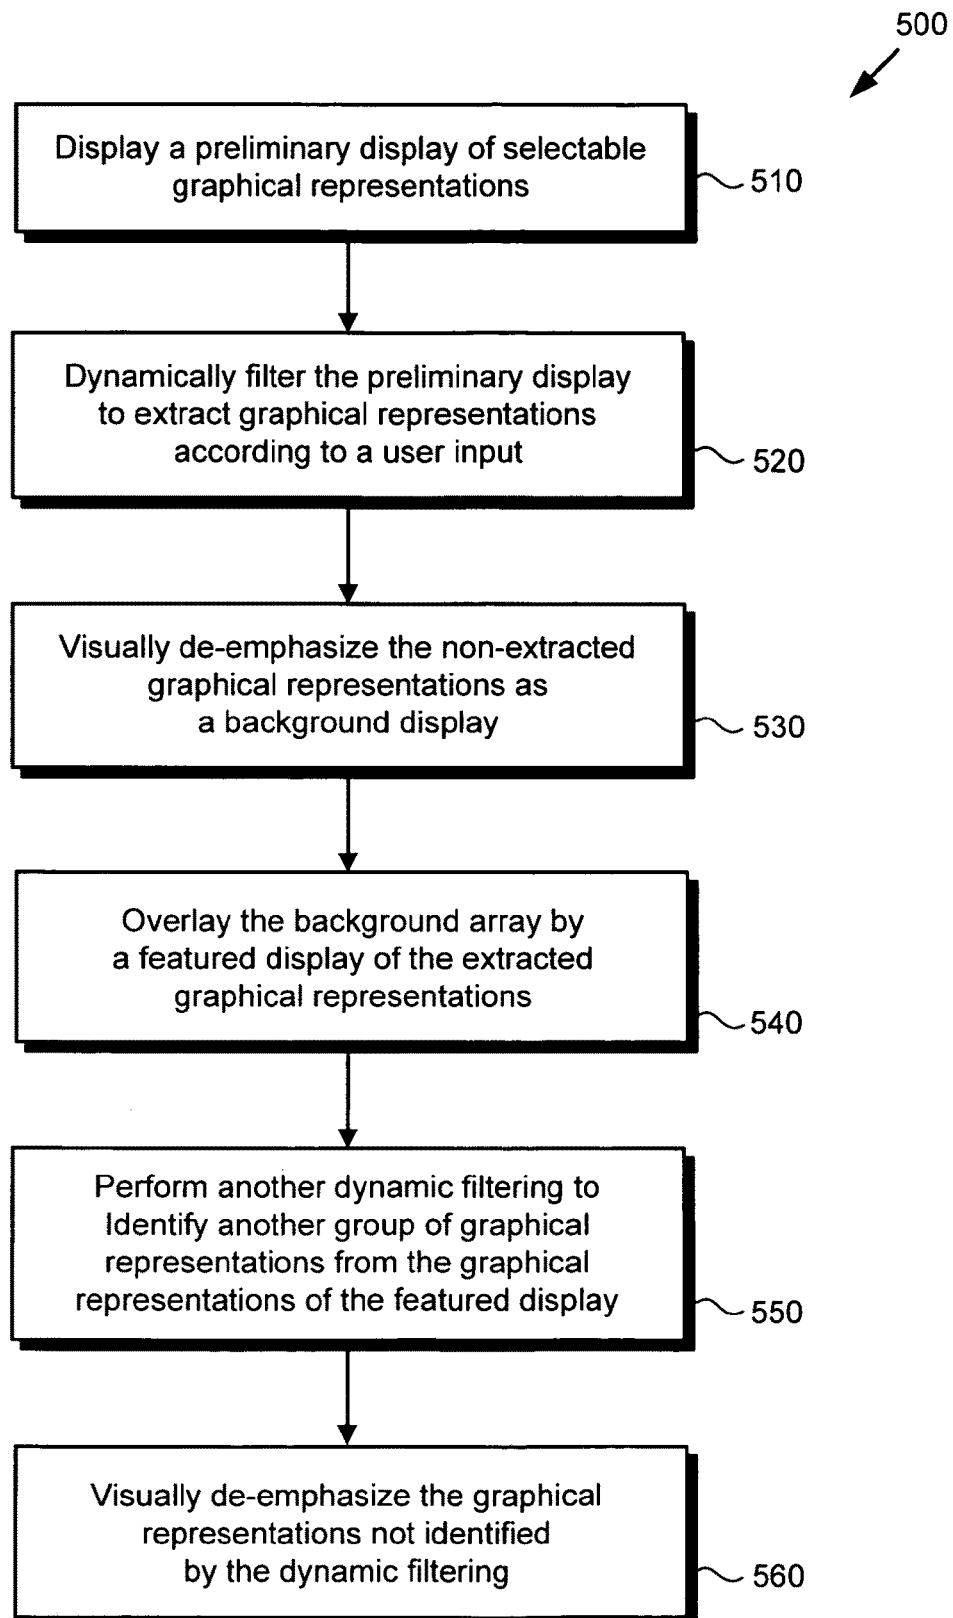 500
Display a preliminary display of selectable
graphical representations
510
Dynamically filter the preliminary display
to extract graphical representations
according to a user input
520
Visually de-emphasize the non-extracted
graphical representations as
a background display
530
Overlay the background array by
a featured display of the extracted
graphical representations
540
Perform another dynamic filtering to
Identify another group of graphical
representations from the graphical
representations of the featured display
550
Visually de-emphasize the graphical
representations not identified
by the dynamic filtering
560